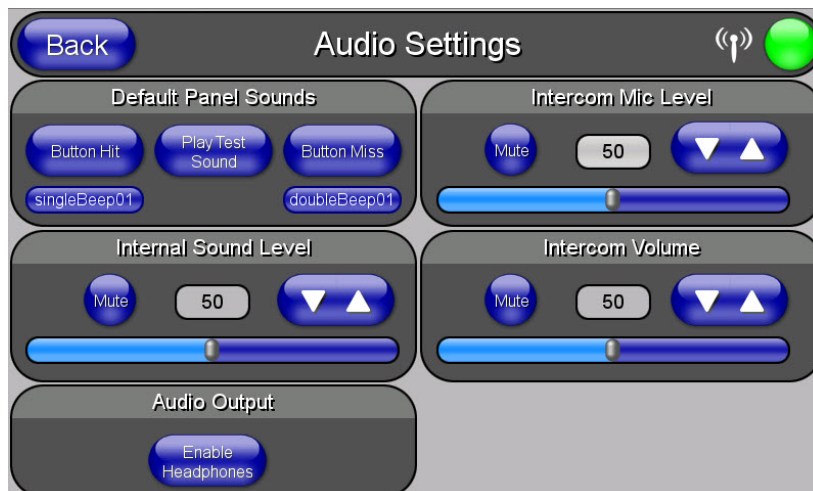 Back
Audio Settings
Default Panel Sounds
Button Hit
Play Test
Sound
Button Miss
singleBeep01
doubleBeep01
Intercom Mic Level
Mute
50
Internal Sound Level
Mute
50
Intercom Volume
Mute
50
Audio Output
Enable
Headphones